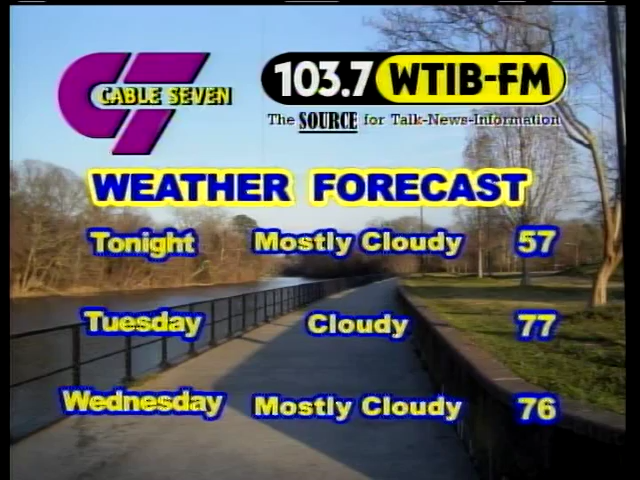 C7
CABLE SEVEN
103.7 WTIB-FM
The SOURCE for Talk-News-Information
WEATHER FORECAST
Tonight Mostly Cloudy 57
Tuesday Cloudy 77
Wednesday Mostly Cloudy 76